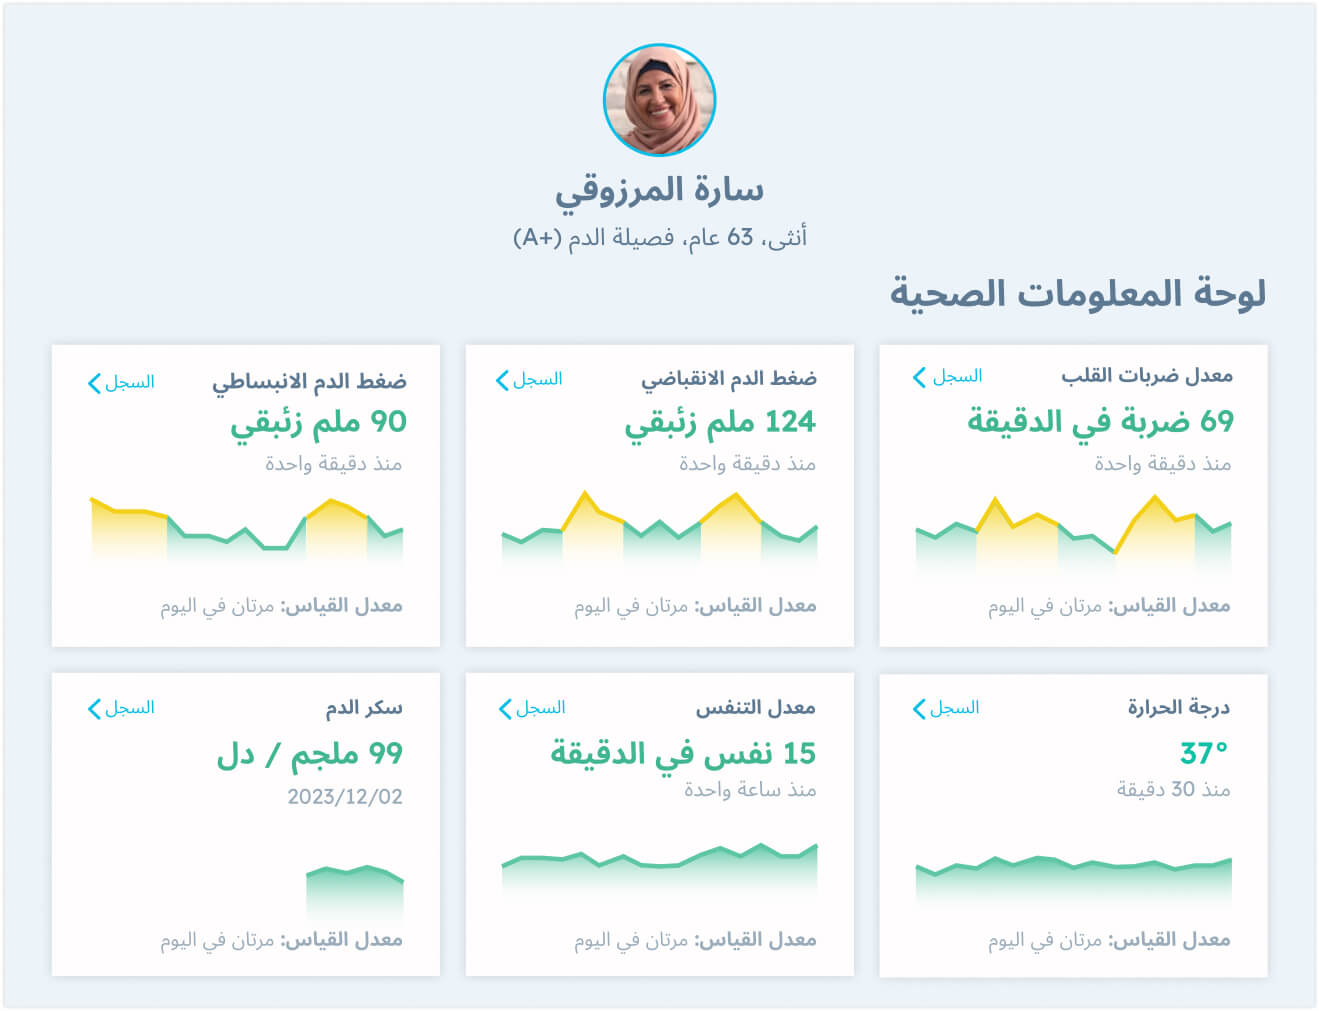 سارة المرزوقي
أنثى، 63 عام، فصيلة الدم (A+)
لوحة المعلومات الصحية
معدل ضربات القلب
السجل
69 ضربة في الدقيقة
منذ دقيقة واحدة
معدل القياس: مرتان في اليوم
ضغط الدم الانقباضي
السجل
124 ملم زئبقي
منذ دقيقة واحدة
معدل القياس: مرتان في اليوم
ضغط الدم الانبساطي
السجل
90 ملم زئبقي
منذ دقيقة واحدة
معدل القياس: مرتان في اليوم
درجة الحرارة
السجل
37°
منذ 30 دقيقة
معدل القياس: مرتان في اليوم
معدل التنفس
السجل
15 نفس في الدقيقة
منذ ساعة واحدة
معدل القياس: مرتان في اليوم
سكر الدم
السجل
99 ملجم / دل
2023/12/02
معدل القياس: مرتان في اليوم